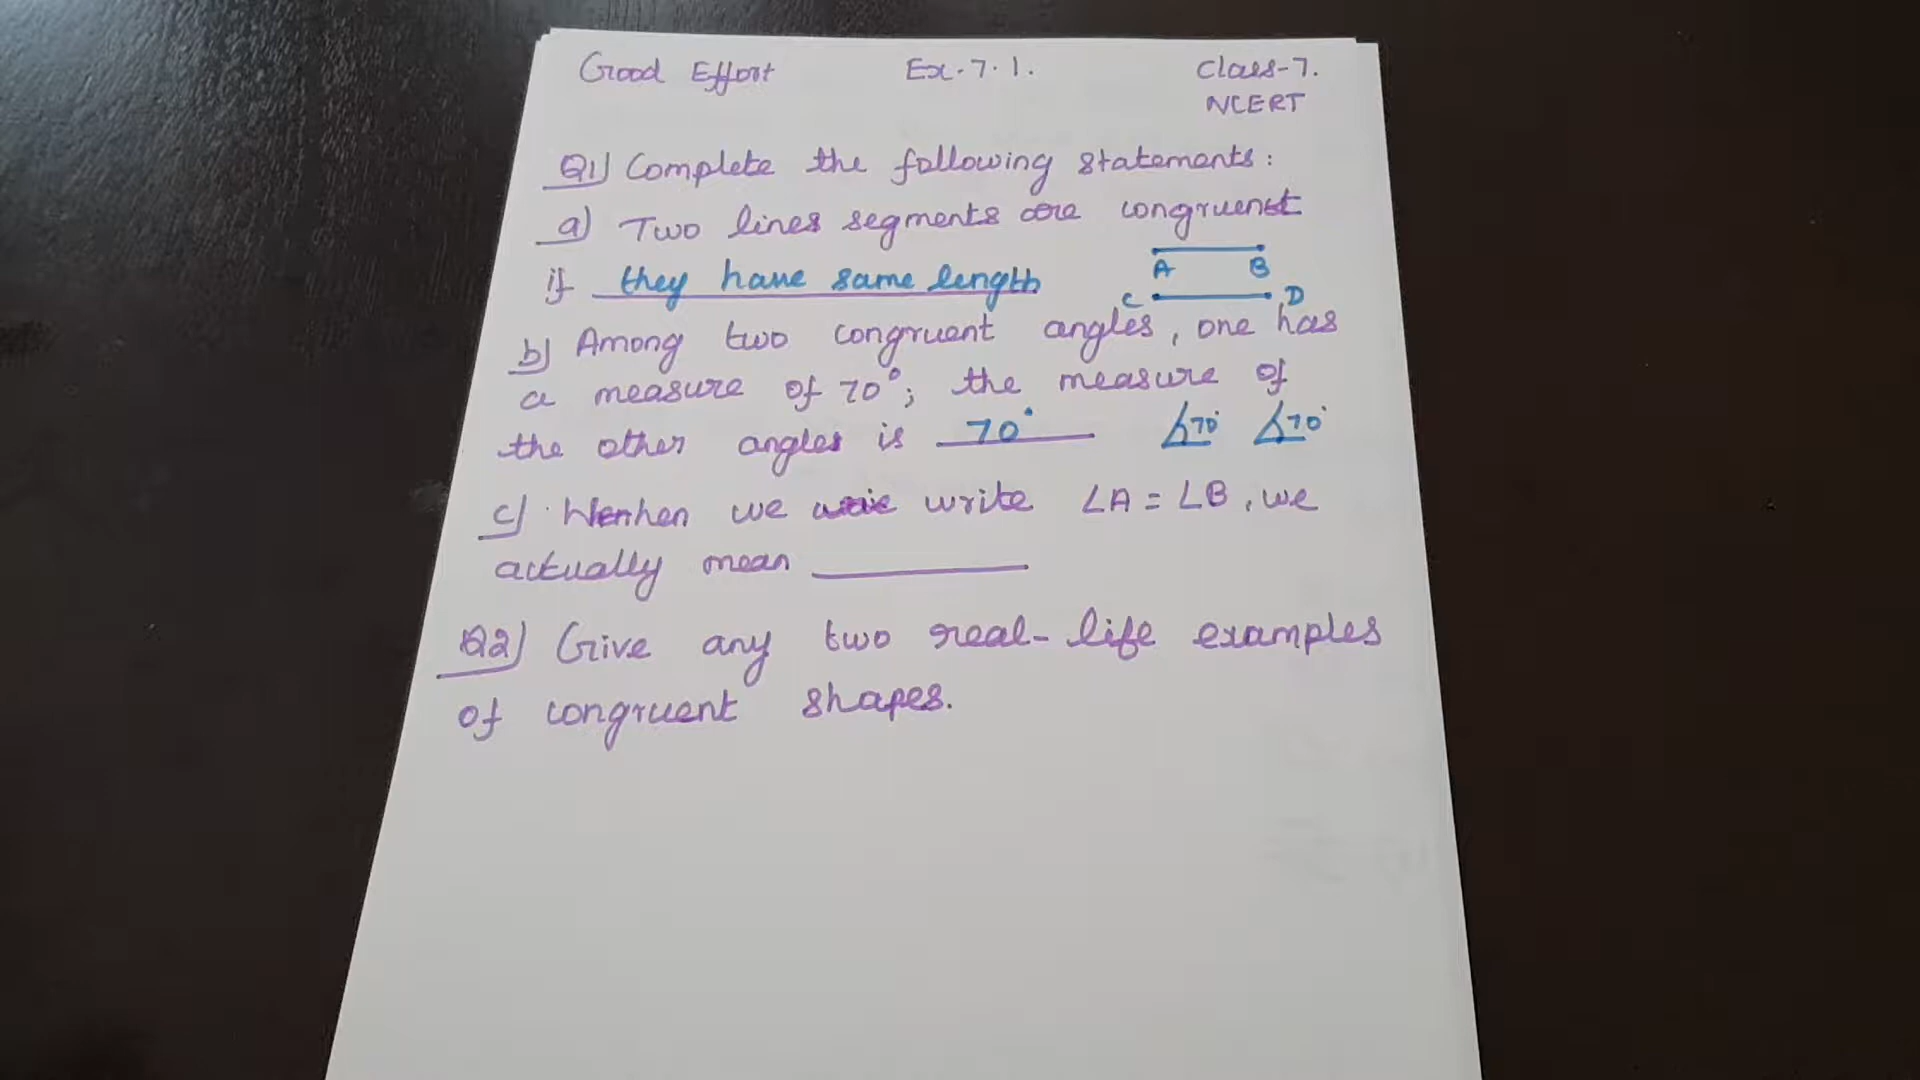 Good Effort Ex. 7.1. Class-7.
NCERT
Q1) Complete the following statements:
a) Two lines segments are congruent
if they have same length
A B
C D
b) Among two congruent angles, one has
a measure of 70°; the measure of
the other angles is 70° 70° 70°
c) When we write ∠A = ∠B, we
actually mean ________
Q2) Give any two real-life examples
of congruent shapes.